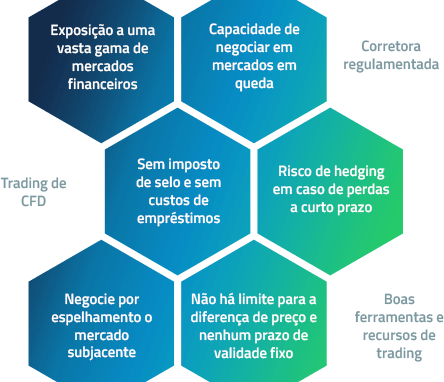 Exposição a uma
vasta gama de
mercados
financeiros
Capacidade de
negociar em
mercados em
queda
Corretora
regulamentada
Trading de
CFD
Sem imposto
de selo e sem
custos de
empréstimos
Risco de hedging
em caso de perdas
a curto prazo
Negocie por
espelhamento o
mercado
subjacente
Não há limite para a
diferença de preço e
nenhum prazo de
validade fixo
Boas
ferramentas e
recursos de
trading